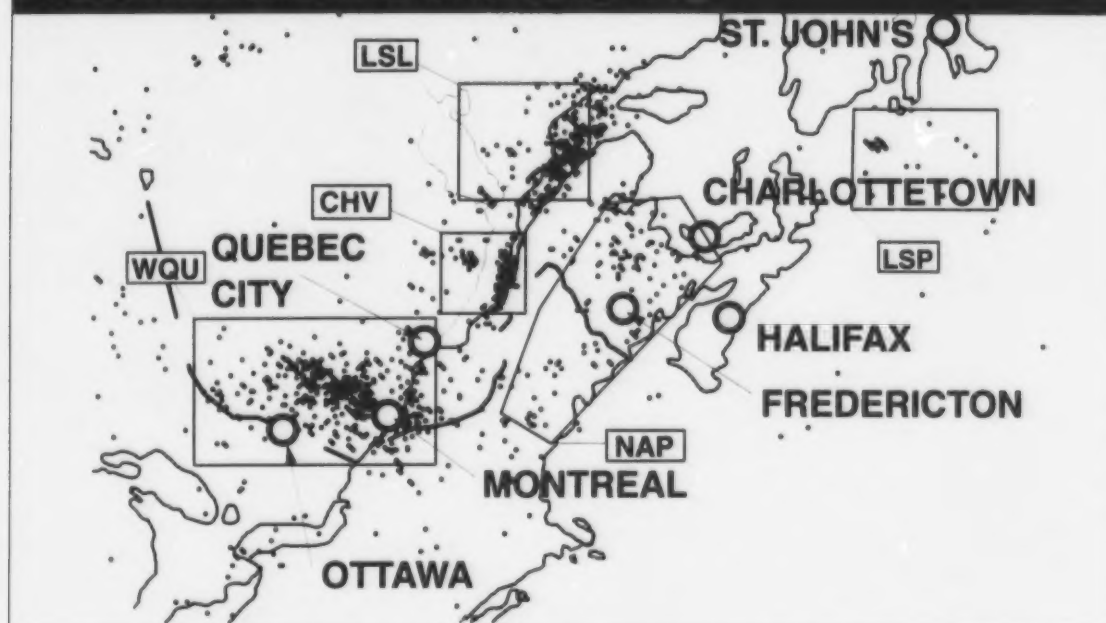 ST. JOHN'S
LSL
CHV
CHARLOTTETOWN
QUEBEC
CITY
WQU
LSP
HALIFAX
FREDERICTON
NAP
MONTREAL
OTTAWA